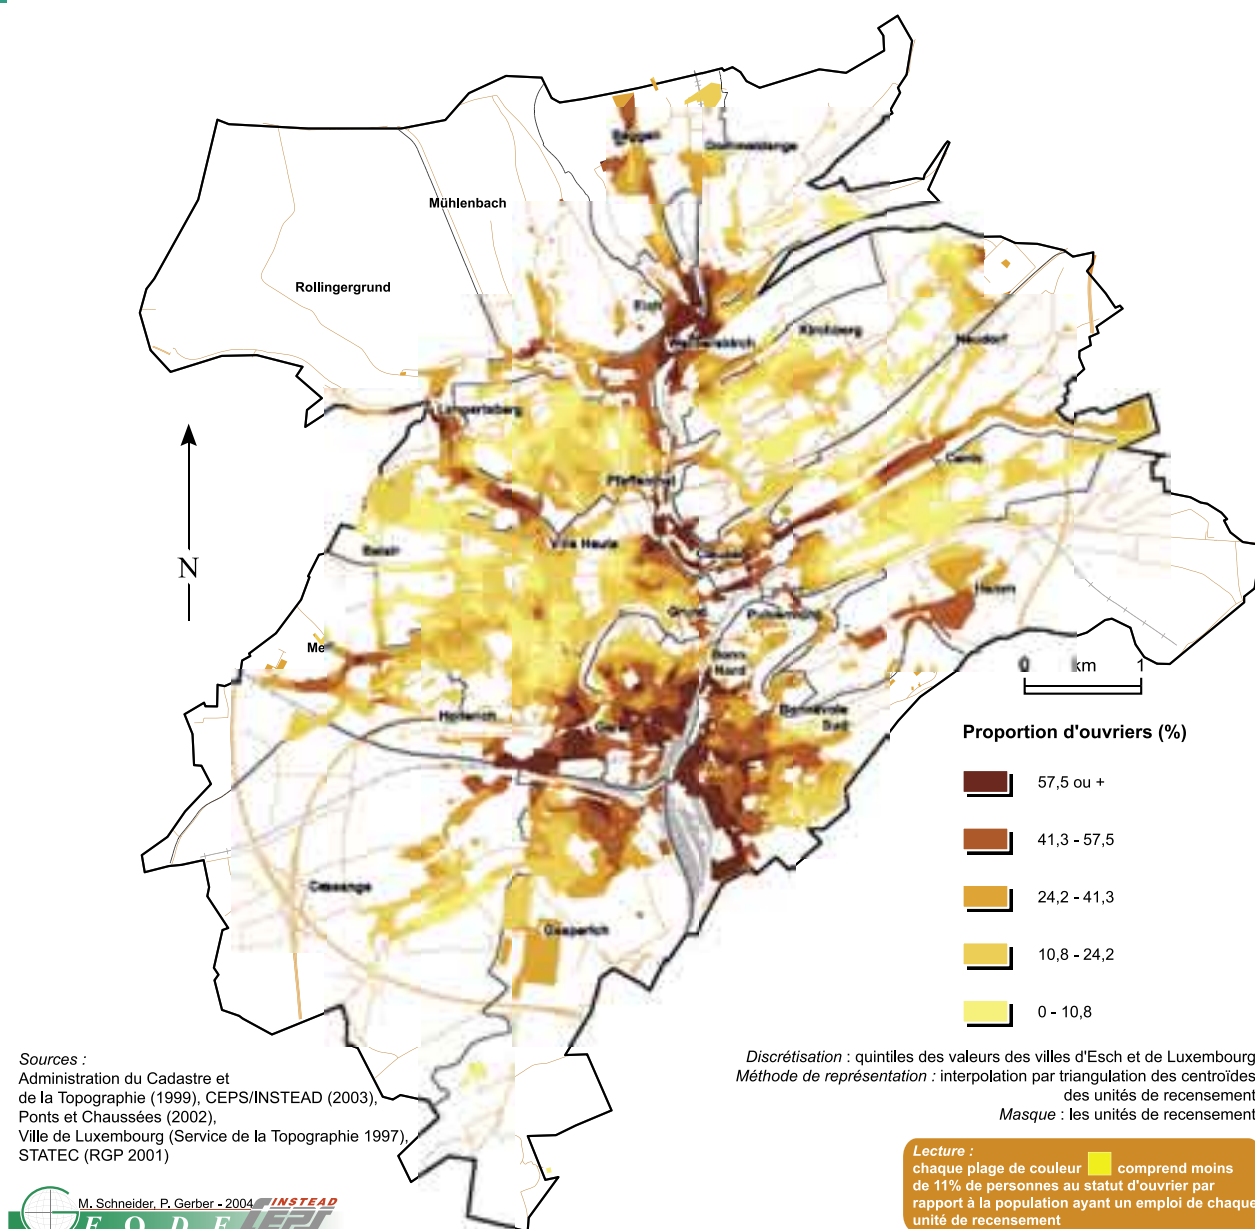 Beggen
Dommeldange
Mühlenbach
Rollingergrund
Eich
Weimerskirch
Kirchberg
Neudorf
Limpertsberg
Cents
Pfaffenthal
Ville Haute
Clausen
Belair
Hamm
Grund
Pulvermühl
N
Me
Bonn
Nord
0 km 1
Bonnevoie
Sud
Hollerich
Gare
Proportion d'ouvriers (%)
57,5 ou +
41,3 - 57,5
24,2 - 41,3
10,8 - 24,2
0 - 10,8
Cessange
Gasperich
Sources :
Administration du Cadastre et
de la Topographie (1999), CEPS/INSTEAD (2003),
Ponts et Chaussées (2002),
Ville de Luxembourg (Service de la Topographie 1997),
STATEC (RGP 2001)
Discrétisation : quintiles des valeurs des villes d'Esch et de Luxembourg
Méthode de représentation : interpolation par triangulation des centroïdes
des unités de recensement
Masque : les unités de recensement
Lecture :
chaque plage de couleur comprend moins
de 11% de personnes au statut d'ouvrier par
rapport à la population ayant un emploi de chaque
unité de recensement
M. Schneider, P. Gerber - 2004
INSTEAD
GEODE CEPS